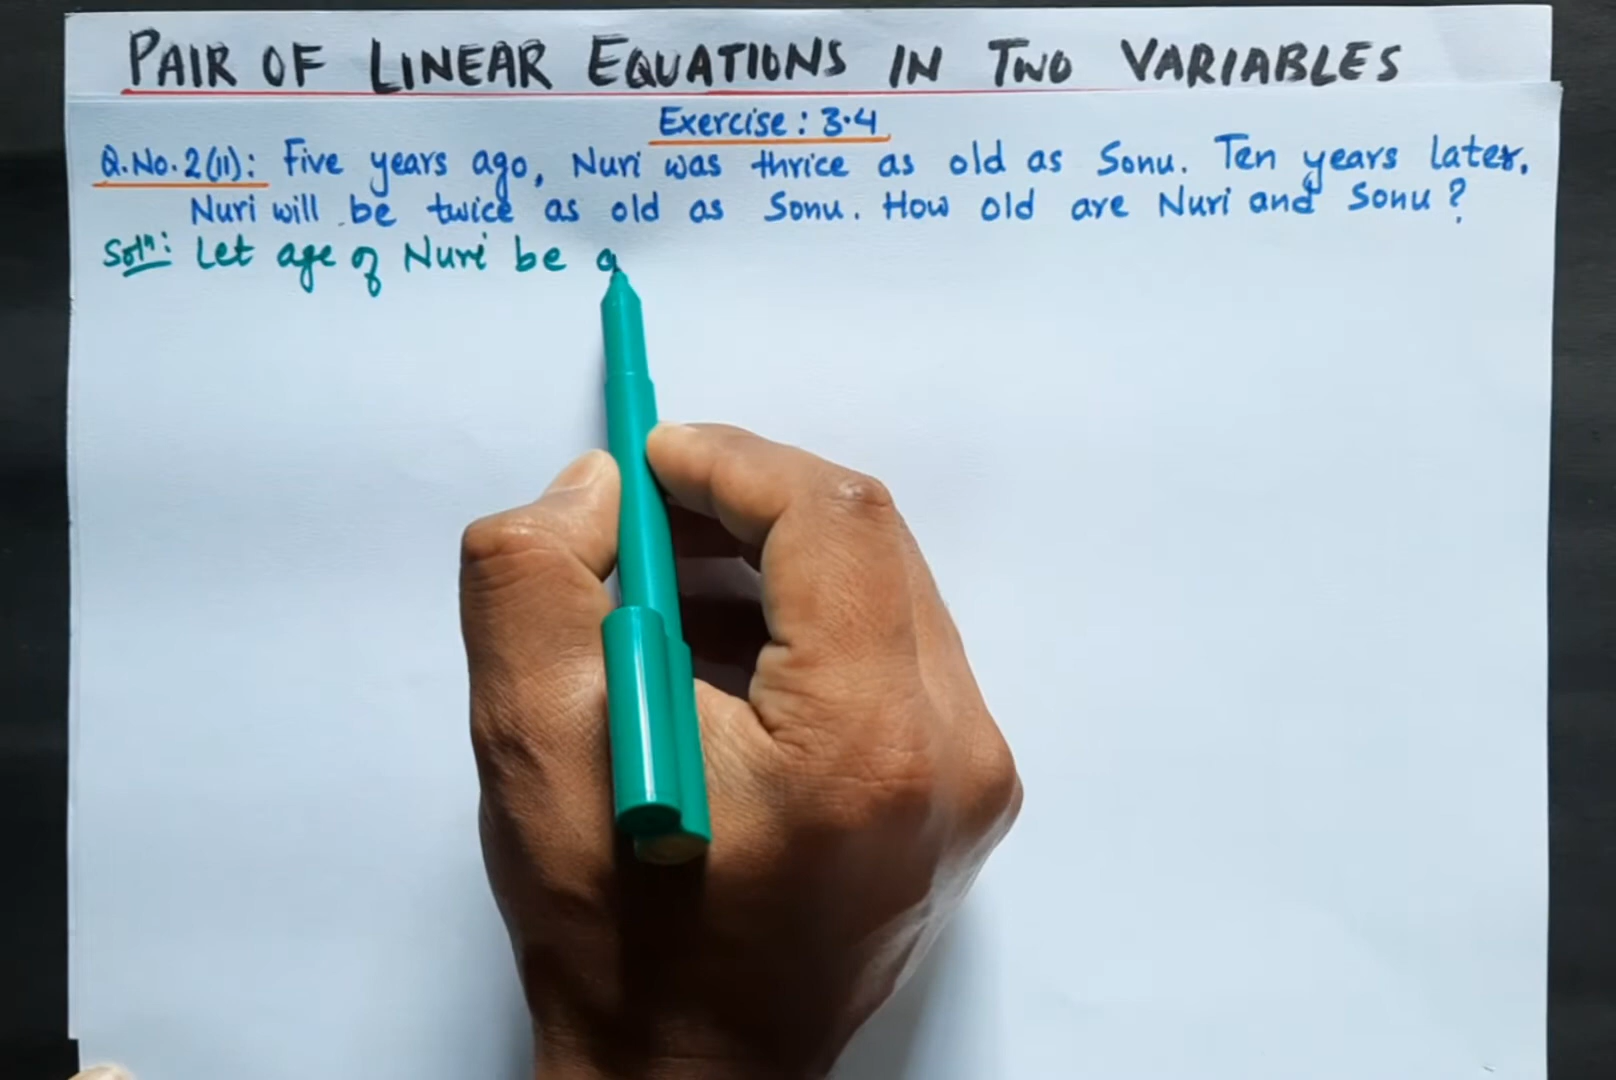 PAIR OF LINEAR EQUATIONS IN TWO VARIABLES
Exercise: 3.4
Q.No. 2(II): Five years ago, Nuri was thrice as old as Sonu. Ten years later,
Nuri will be twice as old as Sonu. How old are Nuri and Sonu?
Solⁿ: Let age of Nuri be